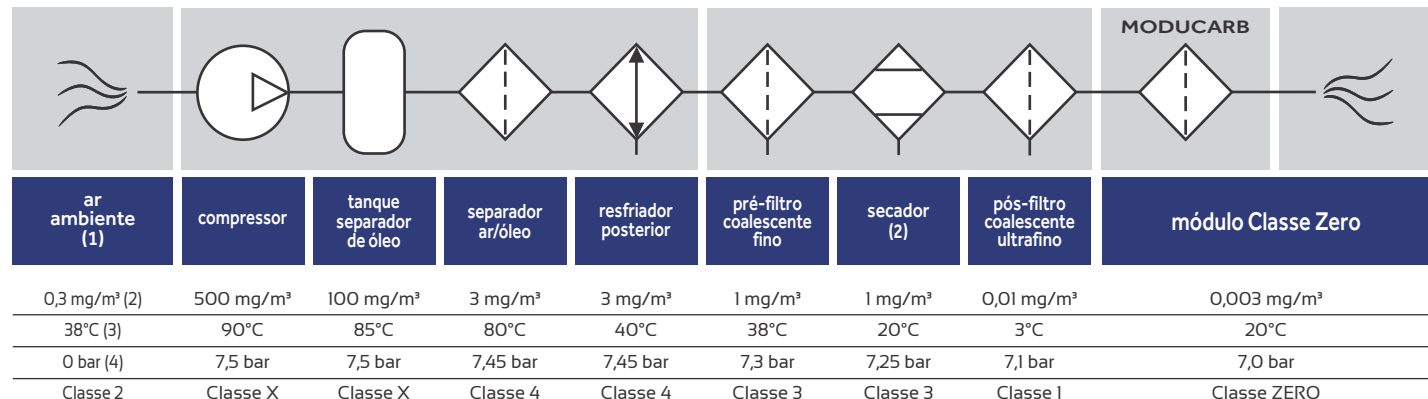 MODUCARB
ar
ambiente
(1)
compressor
tanque
separador
de óleo
separador
ar/óleo
resfriador
posterior
pré-filtro
coalescente
fino
secador
(2)
pós-filtro
coalescente
ultrafino
módulo Classe Zero
0,3 mg/m³ (2) 500 mg/m³ 100 mg/m³ 3 mg/m³ 3 mg/m³ 1 mg/m³ 1 mg/m³ 0,01 mg/m³ 0,003 mg/m³
38°C (3) 90°C 85°C 80°C 40°C 38°C 20°C 3°C 20°C
0 bar (4) 7,5 bar 7,5 bar 7,45 bar 7,45 bar 7,3 bar 7,25 bar 7,1 bar 7,0 bar
Classe 2 Classe X Classe X Classe 4 Classe 4 Classe 3 Classe 3 Classe 1 Classe ZERO